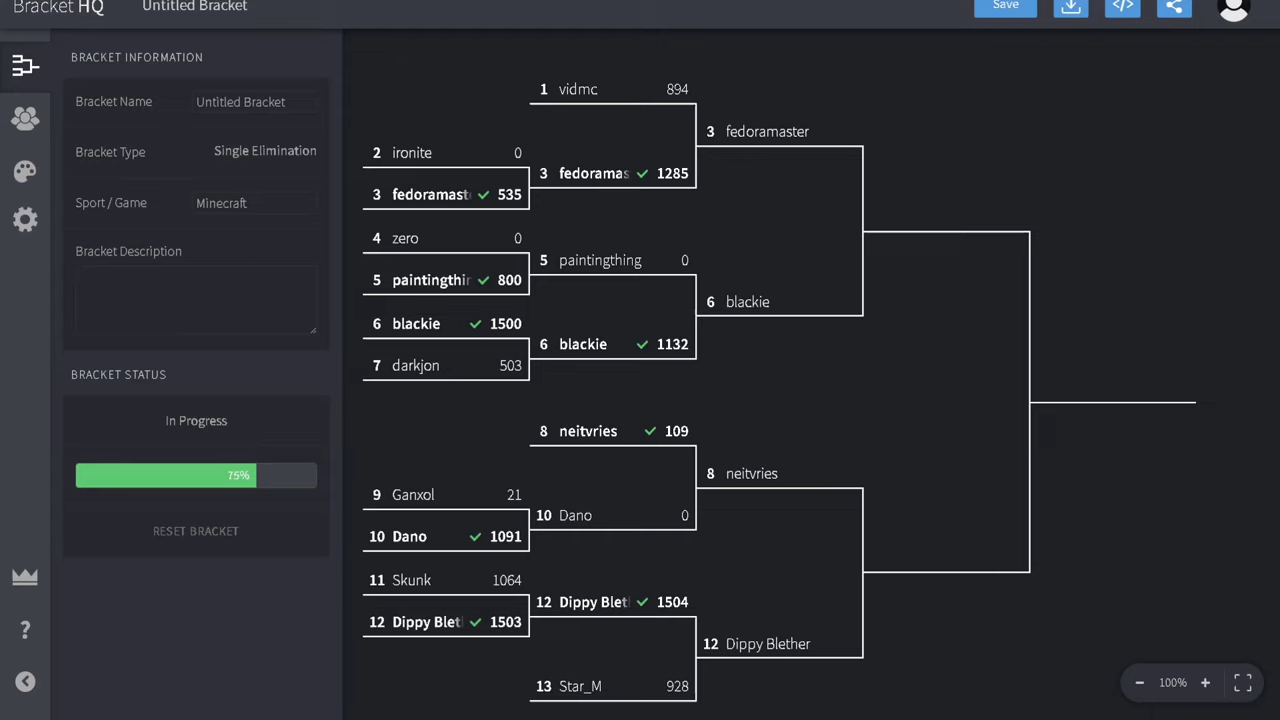 Bracket HQ
Untitled Bracket
Save
BRACKET INFORMATION
Bracket Name Untitled Bracket
Bracket Type Single Elimination
Sport / Game Minecraft
Bracket Description
BRACKET STATUS
In Progress
75%
RESET BRACKET
2 ironite 0
3 fedoramast 535
4 zero 0
5 paintingthin 800
6 blackie 1500
7 darkjon 503
9 Ganxol 21
10 Dano 1091
11 Skunk 1064
12 Dippy Blet 1503
1 vidmc 894
3 fedoramas 1285
5 paintingthing 0
6 blackie 1132
8 neitvries 109
10 Dano 0
12 Dippy Blet 1504
13 Star_M 928
3 fedoramaster
6 blackie
8 neitvries
12 Dippy Blether
?
− 100% +